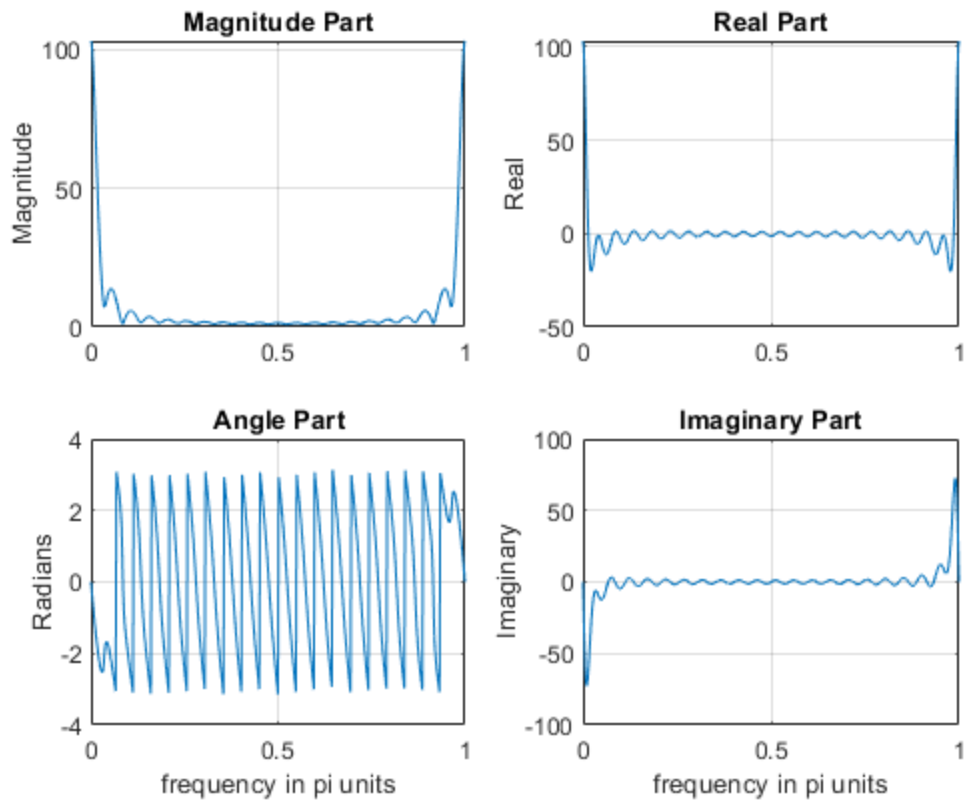 Magnitude Part
Magnitude
100
50
0
0
0.5
1
Real Part
Real
100
50
0
-50
0
0.5
1
Angle Part
Radians
4
2
0
-2
-4
0
0.5
1
frequency in pi units
Imaginary Part
Imaginary
100
50
0
-50
-100
0
0.5
1
frequency in pi units